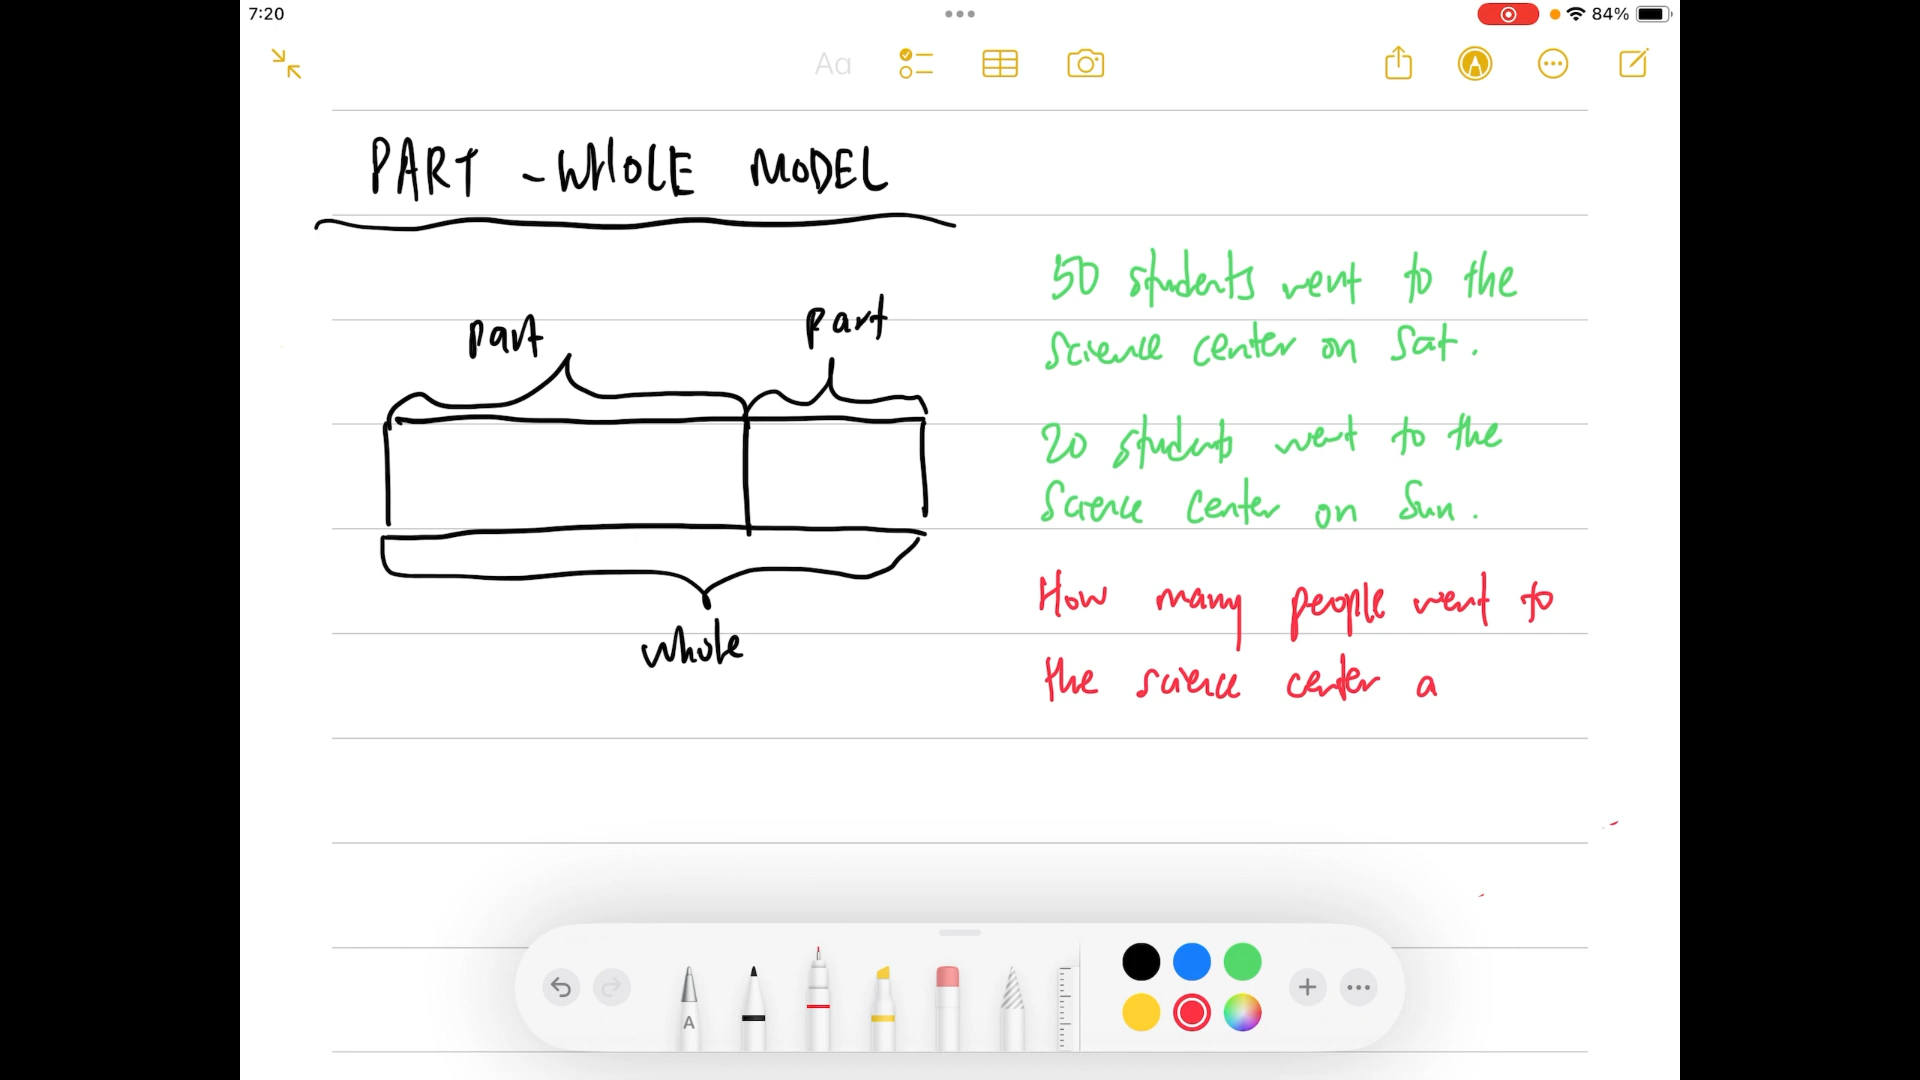 7:20
84%
Aa
PART - WHOLE MODEL
part
part
whole
50 students went to the
science center on Sat.
20 students went to the
Science center on Sun.
How many people went to
the science center a
A